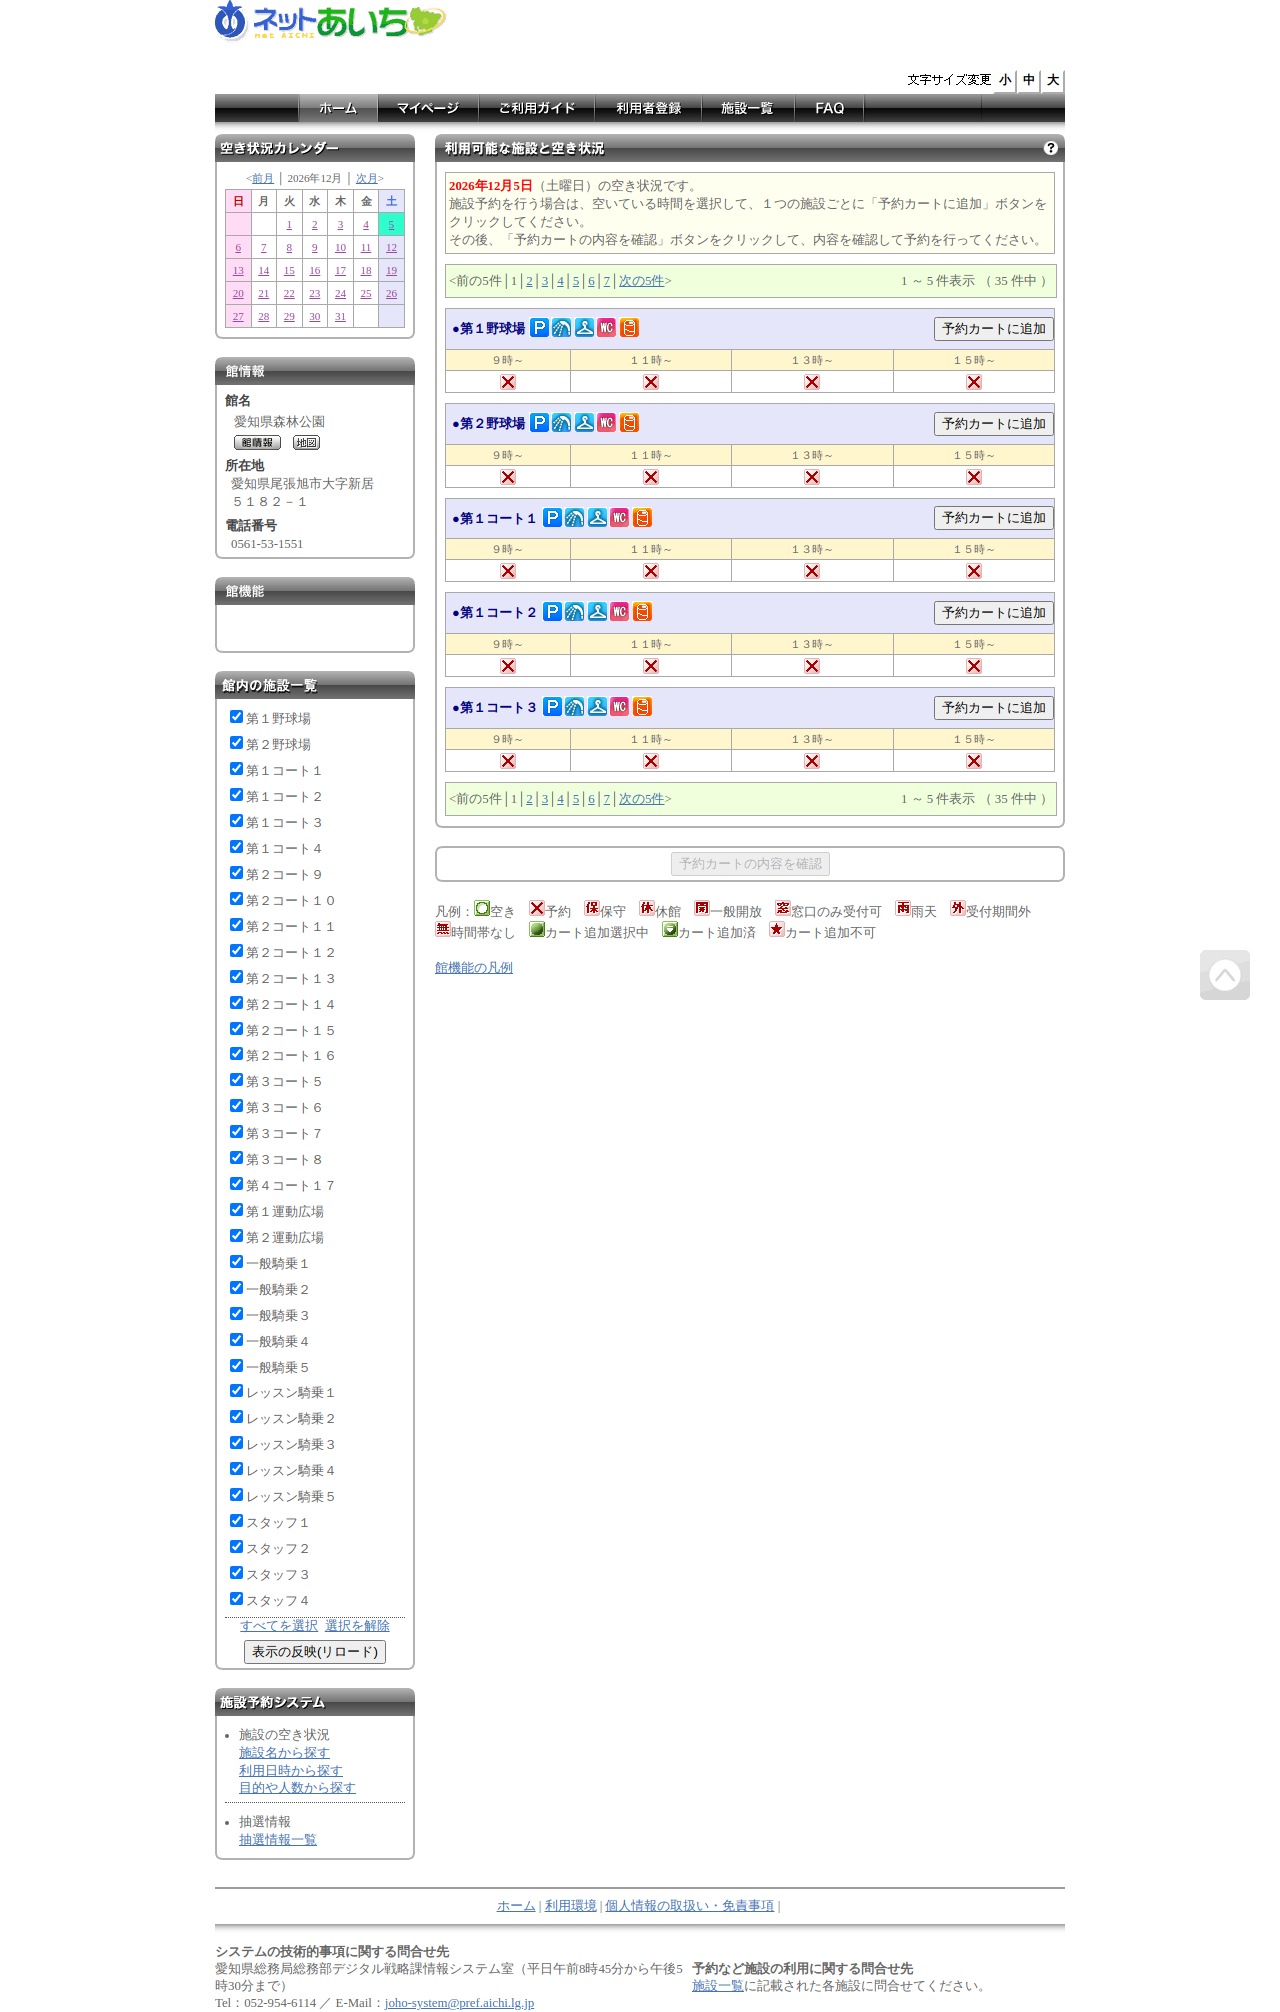 ネットあいち
NET AICHI
文字サイズ変更 小 中 大
ホーム マイページ ご利用ガイド 利用者登録 施設一覧 FAQ
空き状況カレンダー
<前月 │ 2026年12月 │ 次月>
日 月 火 水 木 金 土
1 2 3 4 5
6 7 8 9 10 11 12
13 14 15 16 17 18 19
20 21 22 23 24 25 26
27 28 29 30 31
館情報
館名
愛知県森林公園
館情報 地図
所在地
愛知県尾張旭市大字新居
５１８２－１
電話番号
0561-53-1551
館機能
館内の施設一覧
第１野球場
第２野球場
第１コート１
第１コート２
第１コート３
第１コート４
第２コート９
第２コート１０
第２コート１１
第２コート１２
第２コート１３
第２コート１４
第２コート１５
第２コート１６
第３コート５
第３コート６
第３コート７
第３コート８
第４コート１７
第１運動広場
第２運動広場
一般騎乗１
一般騎乗２
一般騎乗３
一般騎乗４
一般騎乗５
レッスン騎乗１
レッスン騎乗２
レッスン騎乗３
レッスン騎乗４
レッスン騎乗５
スタッフ１
スタッフ２
スタッフ３
スタッフ４
すべてを選択 選択を解除
表示の反映(リロード)
施設予約システム
施設の空き状況
施設名から探す
利用日時から探す
目的や人数から探す
抽選情報
抽選情報一覧
利用可能な施設と空き状況 ?
2026年12月5日（土曜日）の空き状況です。
施設予約を行う場合は、空いている時間を選択して、１つの施設ごとに「予約カートに追加」ボタンを
クリックしてください。
その後、「予約カートの内容を確認」ボタンをクリックして、内容を確認して予約を行ってください。
<前の5件│1│2│3│4│5│6│7│次の5件> 1 ～ 5 件表示 （ 35 件中 ）
●第１野球場 P WC 予約カートに追加
９時～ １１時～ １３時～ １５時～
●第２野球場 P WC 予約カートに追加
９時～ １１時～ １３時～ １５時～
●第１コート１ P WC 予約カートに追加
９時～ １１時～ １３時～ １５時～
●第１コート２ P WC 予約カートに追加
９時～ １１時～ １３時～ １５時～
●第１コート３ P WC 予約カートに追加
９時～ １１時～ １３時～ １５時～
<前の5件│1│2│3│4│5│6│7│次の5件> 1 ～ 5 件表示 （ 35 件中 ）
予約カートの内容を確認
凡例：空き 予約 保保守 休休館 開一般開放 窓窓口のみ受付可 雨雨天 外受付期間外
無時間帯なし カート追加選択中 カート追加済 カート追加不可
館機能の凡例
ホーム | 利用環境 | 個人情報の取扱い・免責事項 |
システムの技術的事項に関する問合せ先
愛知県総務局総務部デジタル戦略課情報システム室（平日午前8時45分から午後5
時30分まで）
Tel：052-954-6114 ／ E-Mail：joho-system@pref.aichi.lg.jp
予約など施設の利用に関する問合せ先
施設一覧に記載された各施設に問合せてください。